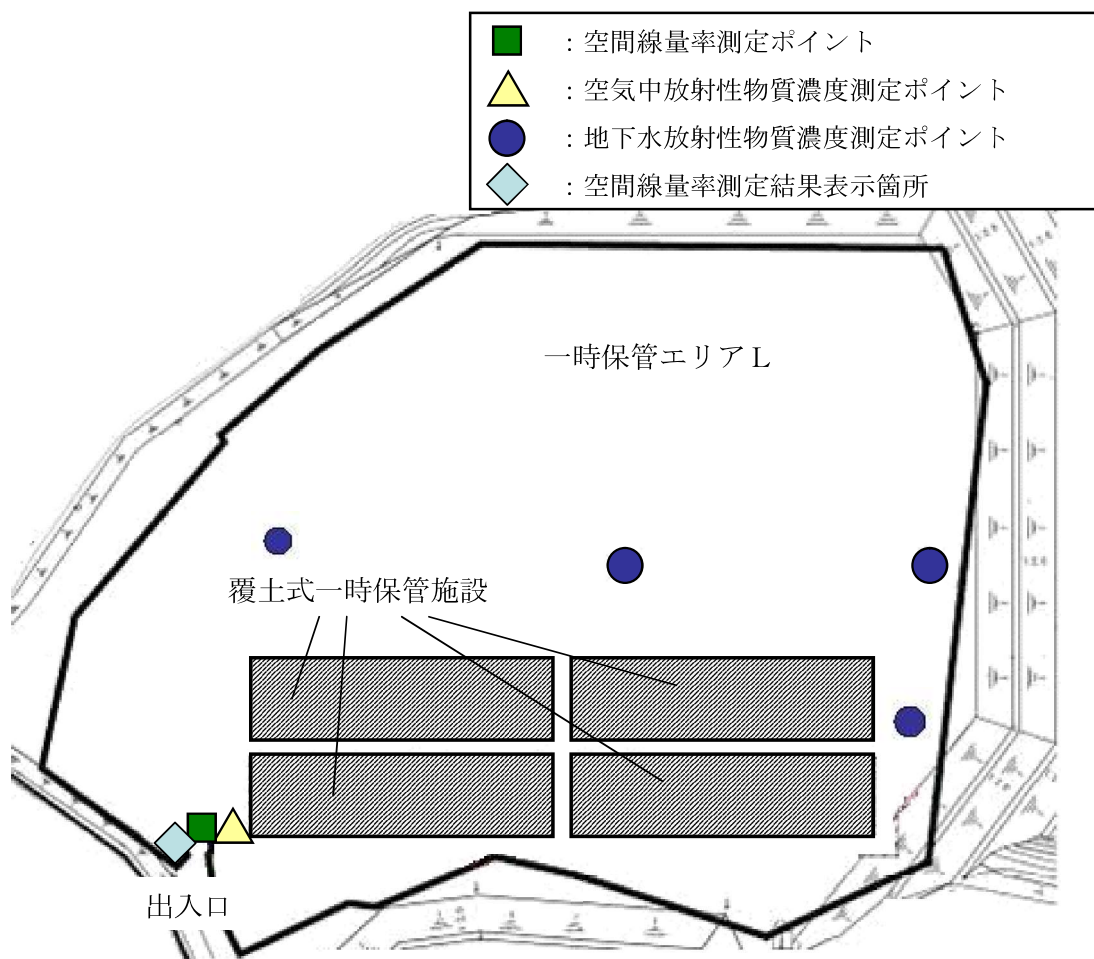 ：空間線量率測定ポイント
：空気中放射性物質濃度測定ポイント
：地下水放射性物質濃度測定ポイント
：空間線量率測定結果表示箇所
一時保管エリアＬ
覆土式一時保管施設
出入口